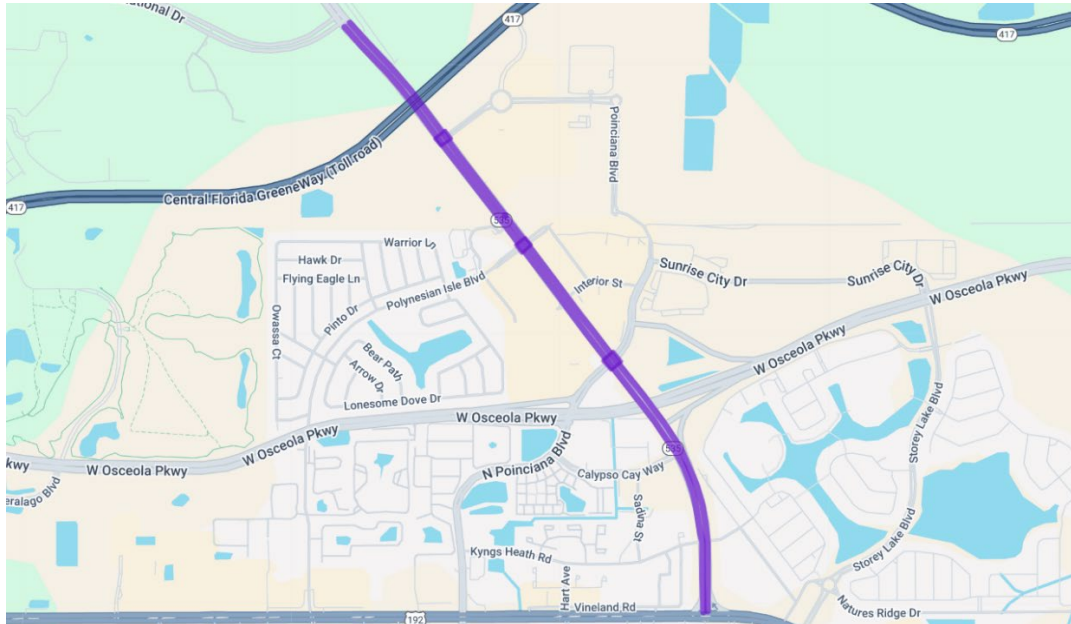 national Dr
417
417
417
Central Florida GreeneWay (Toll road)
Poinciana Blvd
535
Warrior Ln
Hawk Dr
Flying Eagle Ln
Polynesian Isle Blvd
Interior St
Sunrise City Dr
Sunrise City Dr
W Osceola Pkwy
Pinto Dr
Owassa Ct
Bear Path
Arrow Dr
Lonesome Dove Dr
W Osceola Pkwy
W Osceola Pkwy
W Osceola Pkwy
W Osceola Pkwy
kwy
eralago Blvd
N Poinciana Blvd
535
Calypso Cay Way
Storey Lake Blvd
Kyngs Heath Rd
Hart Ave
Storey Lake Blvd
Vineland Rd
192
Natures Ridge Dr